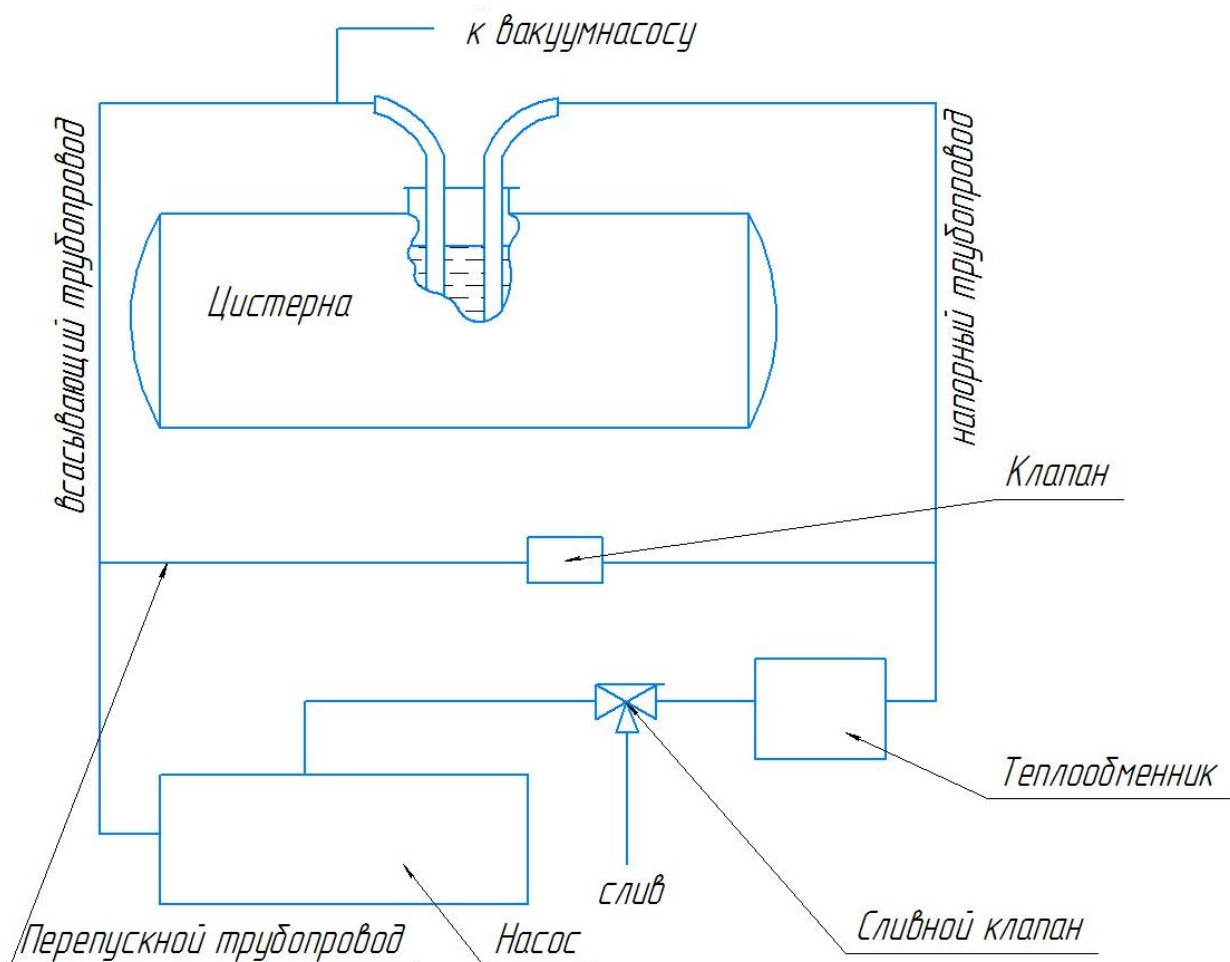 к вакуумнасосу
всасывающий трубопровод
напорный трубопровод
Цистерна
Клапан
Теплообменник
слив
Сливной клапан
Перепускной трубопровод
Насос